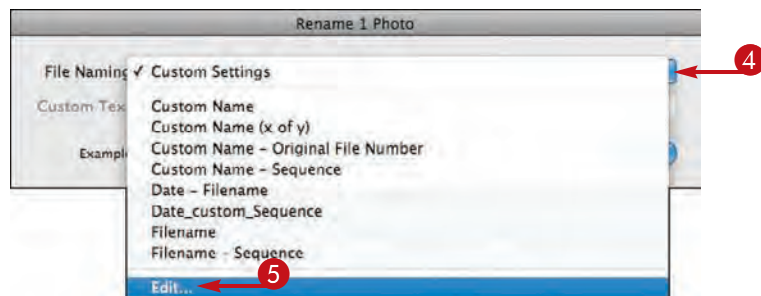 Rename 1 Photo
File Naming ✓ Custom Settings
4
Custom Tex
Custom Name
Custom Name (x of y)
Exampl
Custom Name – Original File Number
Custom Name – Sequence
Date – Filename
Date_custom_Sequence
Filename
Filename – Sequence
Edit...
5